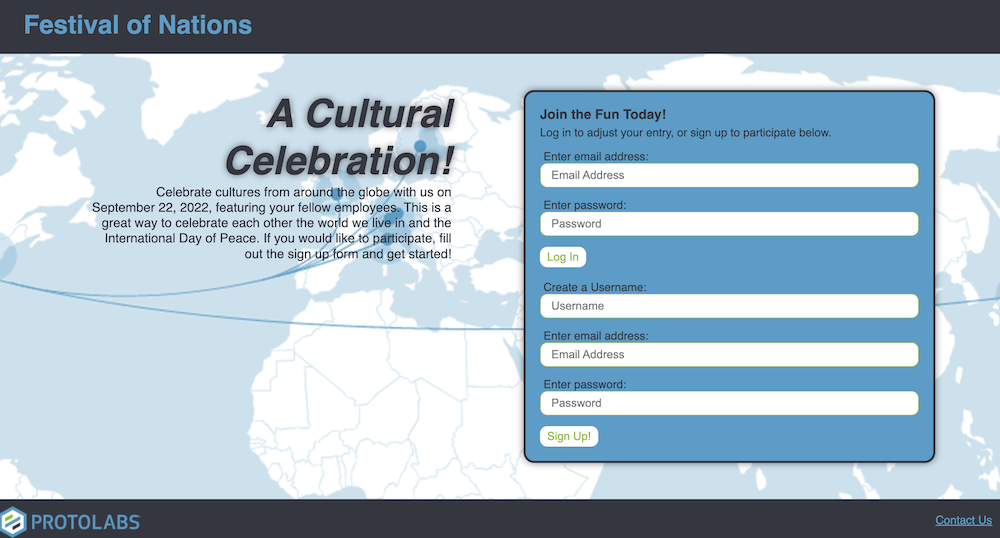 Festival of Nations
A Cultural
Celebration!
Celebrate cultures from around the globe with us on
September 22, 2022, featuring your fellow employees. This is a
great way to celebrate each other the world we live in and the
International Day of Peace. If you would like to participate, fill
out the sign up form and get started!
Join the Fun Today!
Log in to adjust your entry, or sign up to participate below.
Enter email address:
Email Address
Enter password:
Password
Log In
Create a Username:
Username
Enter email address:
Email Address
Enter password:
Password
Sign Up!
PROTOLABS
Contact Us